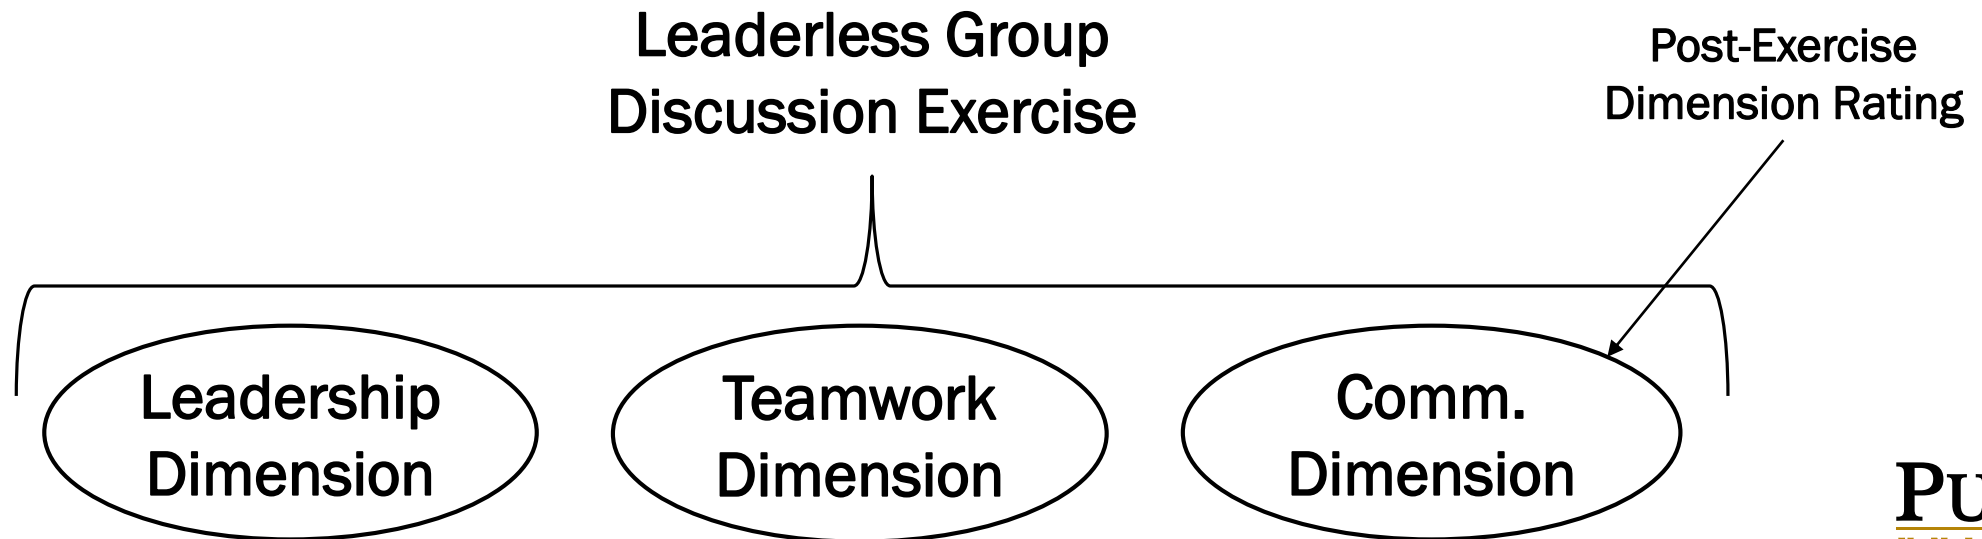 Leaderless Group
Discussion Exercise
Post-Exercise
Dimension Rating
Leadership
Dimension
Teamwork
Dimension
Comm.
Dimension